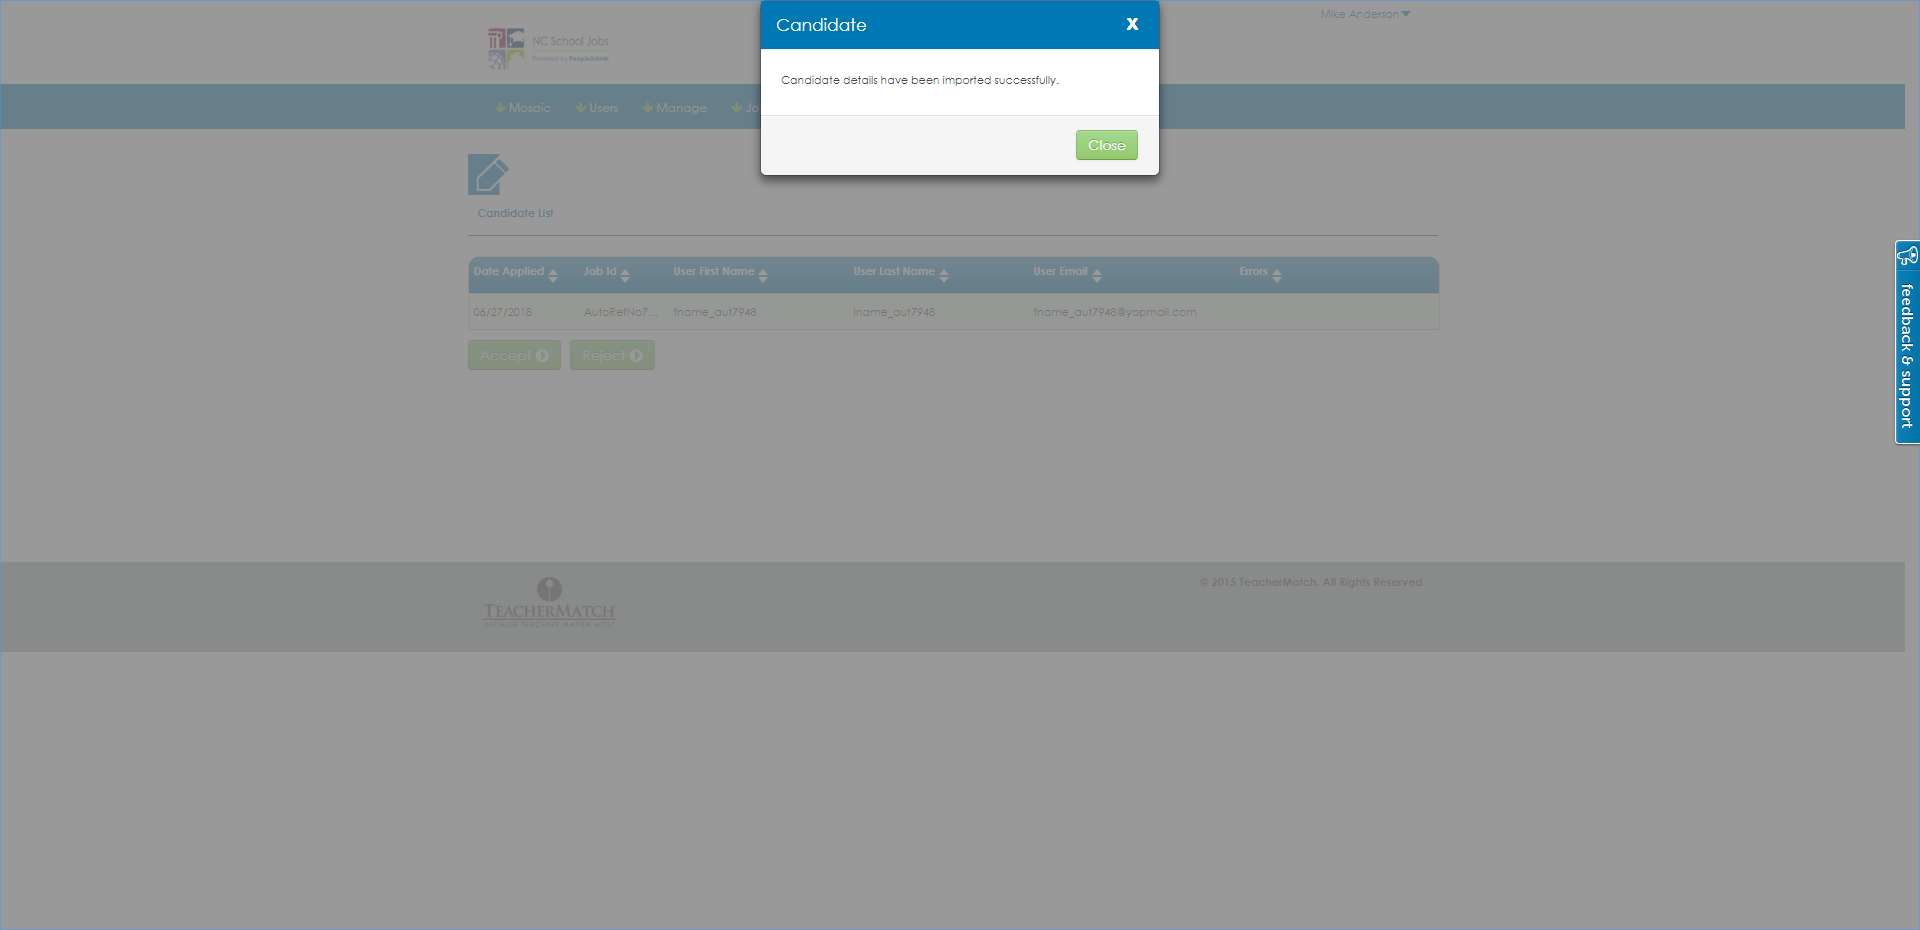 Candidate X
Mike Anderson
NC School Jobs
Powered by PeopleAdmin
Candidate details have been imported successfully.
Mosaic Users Manage Jo
Close
Candidate List
Date Applied Job Id User First Name User Last Name User Email Errors
06/27/2018 AutoRefNo7... fname_aut7948 lname_aut7948 fname_aut7948@yopmail.com
Accept Reject
feedback & support
© 2015 TeacherMatch. All Rights Reserved
TEACHERMATCH
BECAUSE TEACHERS MATTER MOST